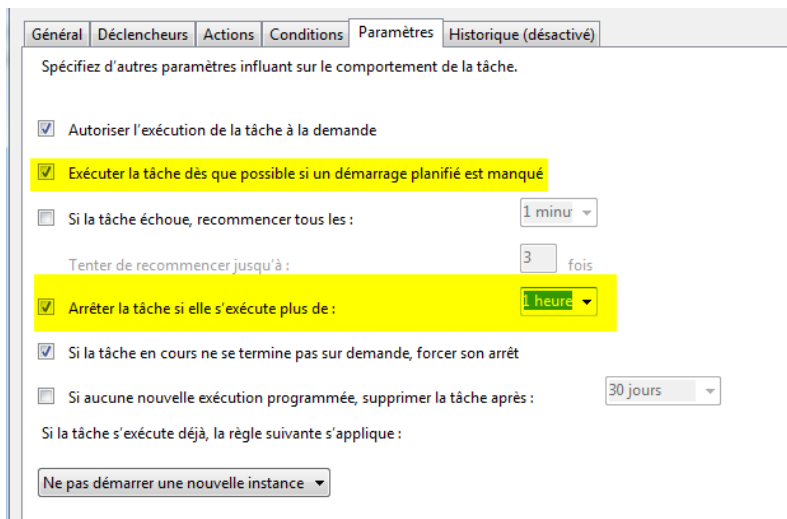 Général Déclencheurs Actions Conditions Paramètres Historique (désactivé)
Spécifiez d'autres paramètres influant sur le comportement de la tâche.
Autoriser l'exécution de la tâche à la demande
Exécuter la tâche dès que possible si un démarrage planifié est manqué
Si la tâche échoue, recommencer tous les : 1 minu
Tenter de recommencer jusqu'à : 3 fois
Arrêter la tâche si elle s'exécute plus de : 1 heure
Si la tâche en cours ne se termine pas sur demande, forcer son arrêt
Si aucune nouvelle exécution programmée, supprimer la tâche après : 30 jours
Si la tâche s'exécute déjà, la règle suivante s'applique :
Ne pas démarrer une nouvelle instance